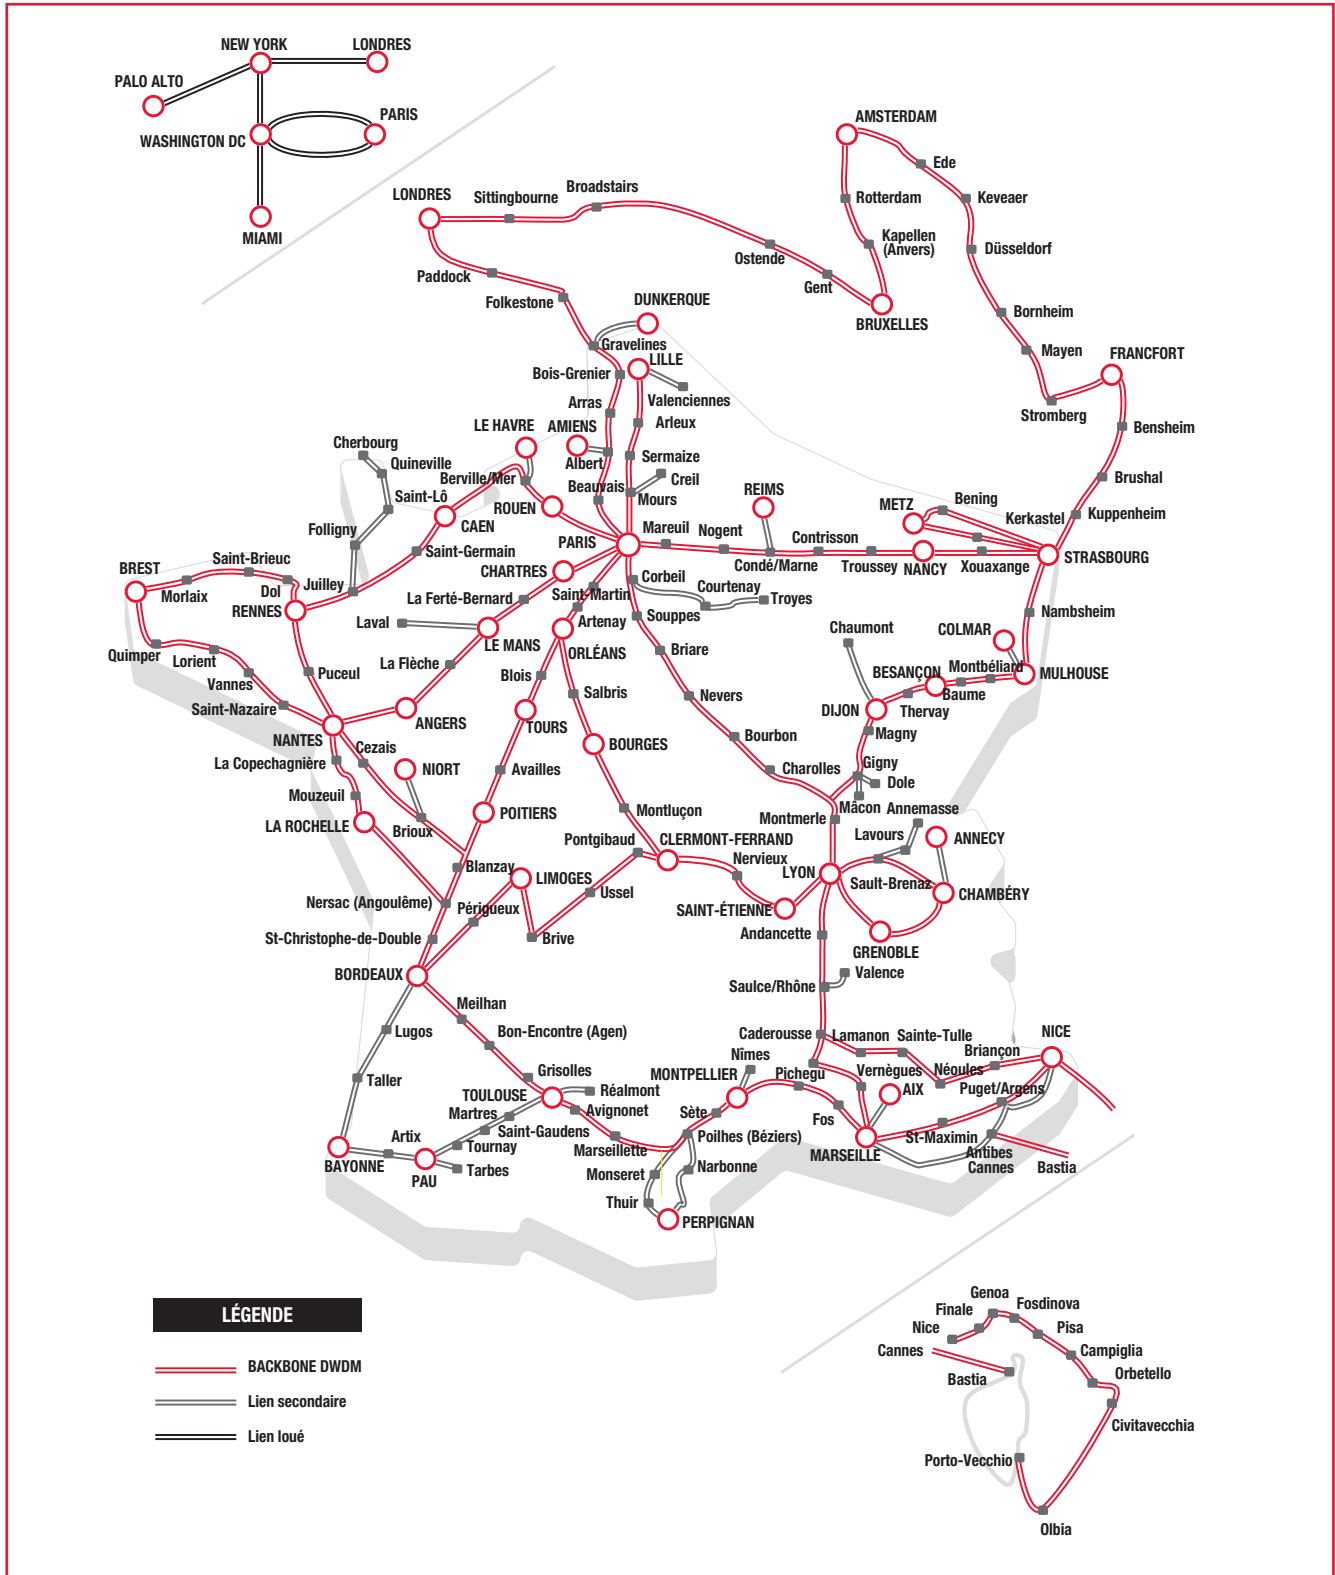 NEW YORK
LONDRES
PALO ALTO
PARIS
WASHINGTON DC
MIAMI
AMSTERDAM
Ede
LONDRES
Sittingbourne
Broadstairs
Rotterdam
Keveaer
Kapellen
(Anvers)
Düsseldorf
Ostende
Paddock
Gent
Folkestone
DUNKERQUE
BRUXELLES
Bornheim
Gravelines
Mayen
FRANCFORT
LILLE
Bois-Grenier
Valenciennes
Stromberg
Arras
Arleux
Bensheim
LE HAVRE
AMIENS
Cherbourg
Quineville
Albert
Sermaize
Berville/Mer
Creil
Brushal
Saint-Lô
Beauvais
Mours
REIMS
METZ
Bening
ROUEN
CAEN
Kerkastel
Kuppenheim
Folligny
PARIS
Mareuil
Nogent
Contrisson
Saint-Germain
STRASBOURG
Saint-Brieuc
BREST
CHARTRES
Condé/Marne
Troussey
NANCY
Xouaxange
Juilley
Dol
Corbeil
Courtenay
Morlaix
Saint-Martin
La Ferté-Bernard
Troyes
RENNES
Souppes
Nambsheim
Laval
Artenay
Chaumont
COLMAR
LE MANS
ORLÉANS
Briare
Quimper
Lorient
La Flèche
BESANÇON
Montbéliard
Puceul
Blois
MULHOUSE
Vannes
Salbris
Nevers
Baume
Saint-Nazaire
DIJON
Thervay
ANGERS
TOURS
NANTES
Magny
Cezais
BOURGES
Bourbon
La Copechagnière
NIORT
Availles
Charolles
Gigny
Dole
Mouzeuil
Mâcon
Annemasse
LA ROCHELLE
POITIERS
Montluçon
Montmerle
Brioux
Pontgibaud
CLERMONT-FERRAND
Lavours
ANNECY
Nervieux
Blanzay
LIMOGES
LYON
Sault-Brenaz
Ussel
CHAMBÉRY
Nersac (Angoulême)
Périgueux
SAINT-ÉTIENNE
St-Christophe-de-Double
Brive
Andancette
GRENOBLE
BORDEAUX
Valence
Saulce/Rhône
Meilhan
Lugos
Bon-Encontre (Agen)
Caderousse
Lamanon
Sainte-Tulle
NICE
Nîmes
Briançon
Taller
Grisolles
MONTPELLIER
Pichegu
Vernègues
Néoules
TOULOUSE
Réalmont
AIX
Puget/Argens
Martres
Avignonet
Sète
Fos
Saint-Gaudens
Poilhes (Béziers)
St-Maximin
Artix
Tournay
Marseillette
MARSEILLE
Antibes
Cannes
BAYONNE
Tarbes
Monseret
Narbonne
Bastia
PAU
Thuir
PERPIGNAN
LÉGENDE
BACKBONE DWDM
Lien secondaire
Lien loué
Genoa
Finale
Fosdinova
Nice
Pisa
Cannes
Campiglia
Bastia
Orbetello
Civitavecchia
Porto-Vecchio
Olbia